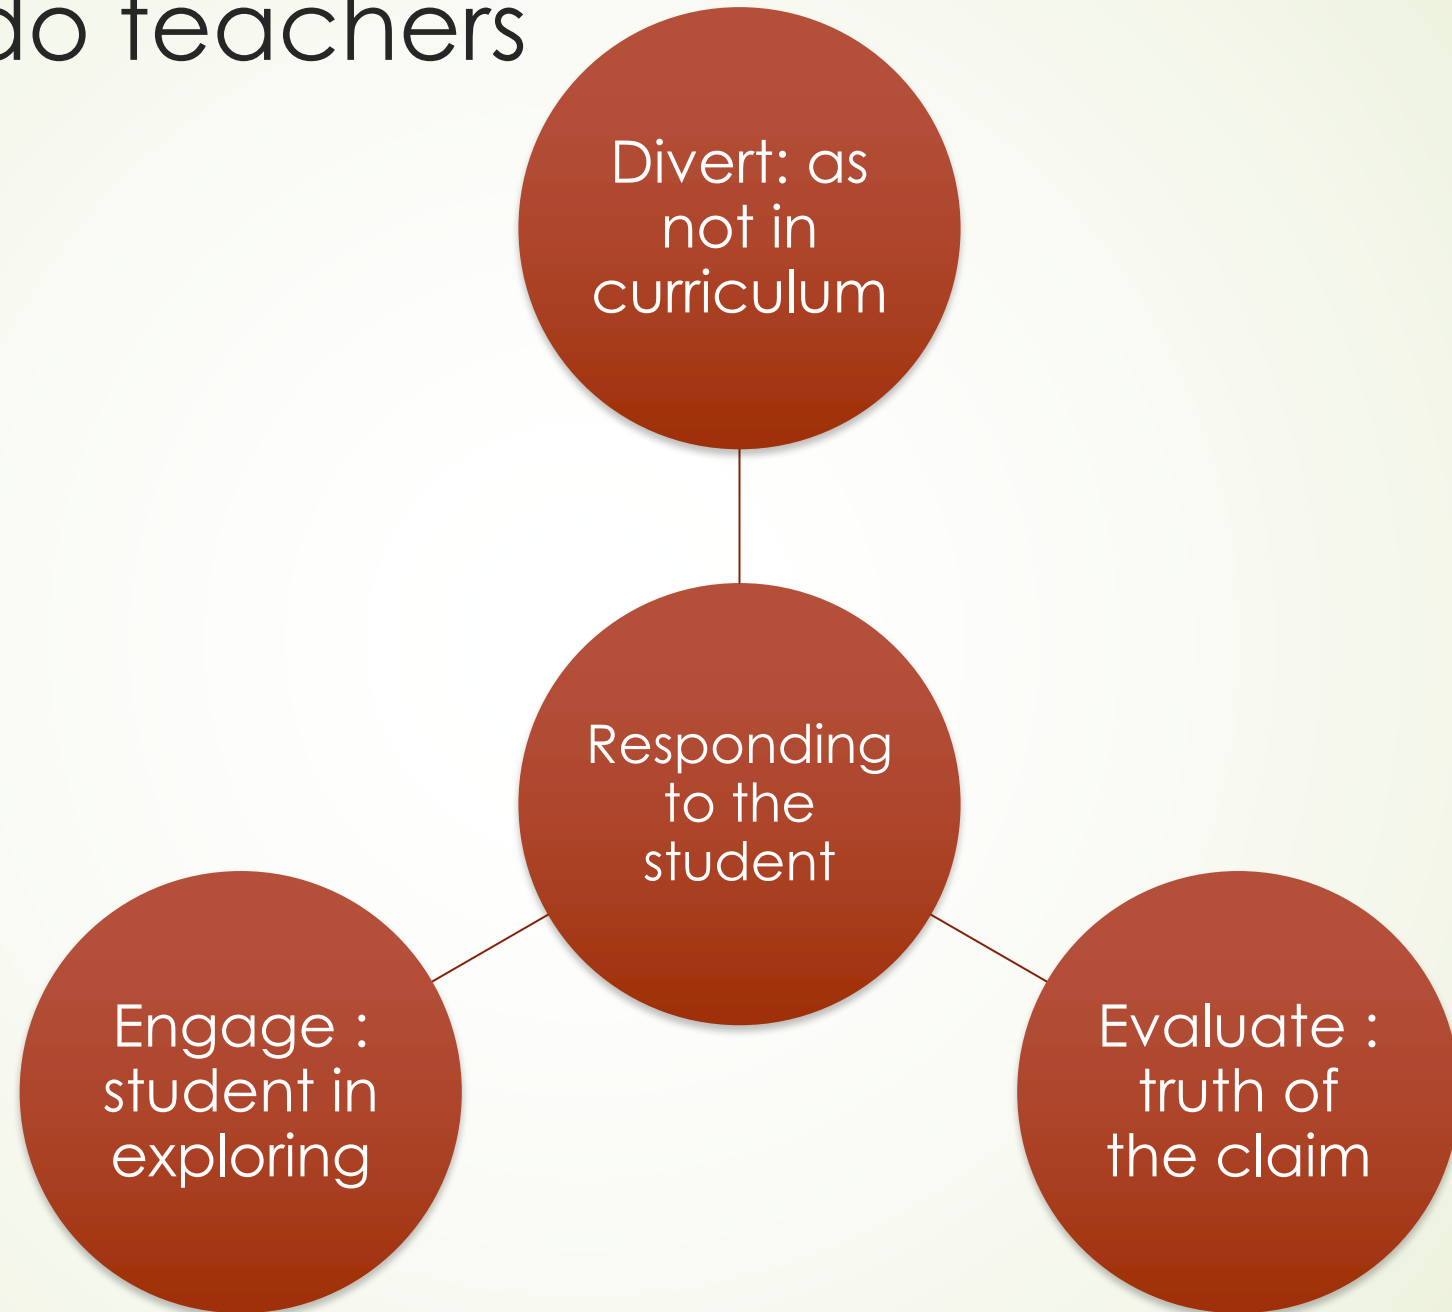 do teachers
Divert: as
not in
curriculum
Responding
to the
student
Engage :
student in
exploring
Evaluate :
truth of
the claim